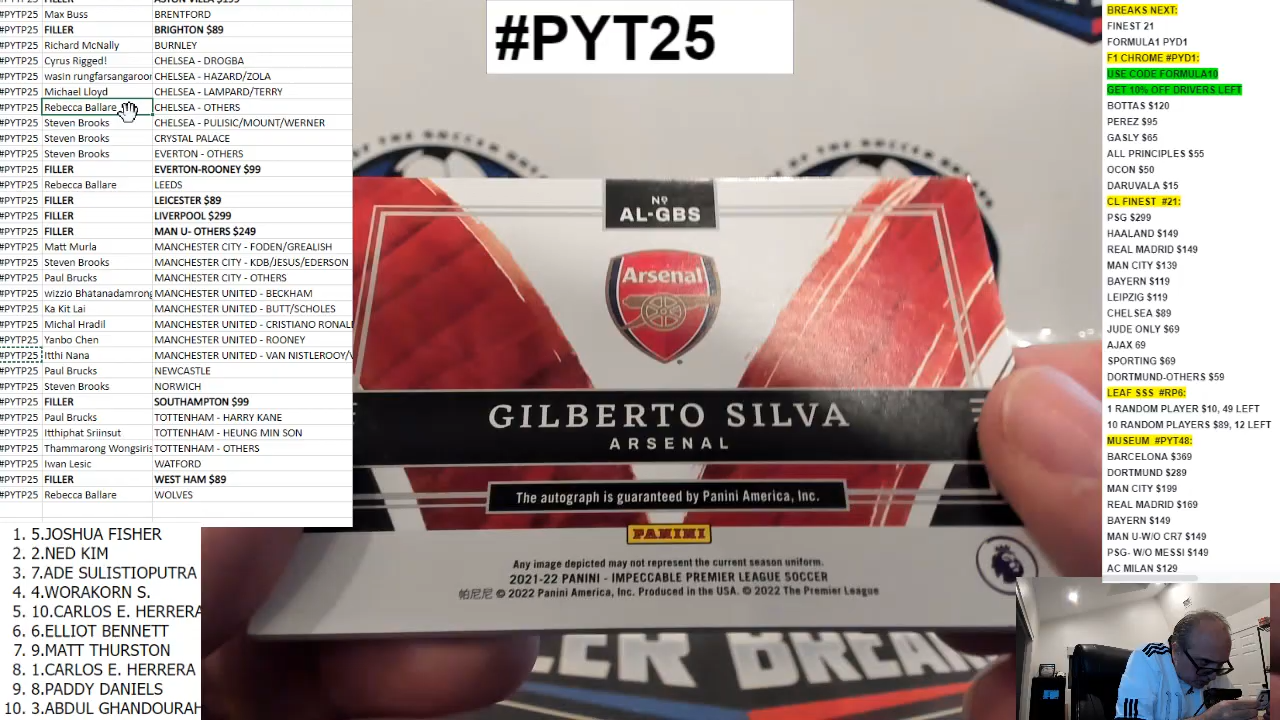 #PYT25
#PYTP25 FILLER ASTON VILLA $199
#PYTP25 Max Buss BRENTFORD
#PYTP25 FILLER BRIGHTON $89
#PYTP25 Richard McNally BURNLEY
#PYTP25 Cyrus Rigged! CHELSEA - DROGBA
#PYTP25 wasin rungfarsangaroon CHELSEA - HAZARD/ZOLA
#PYTP25 Michael Lloyd CHELSEA - LAMPARD/TERRY
#PYTP25 Rebecca Ballare CHELSEA - OTHERS
#PYTP25 Steven Brooks CHELSEA - PULISIC/MOUNT/WERNER
#PYTP25 Steven Brooks CRYSTAL PALACE
#PYTP25 Steven Brooks EVERTON - OTHERS
#PYTP25 FILLER EVERTON-ROONEY $99
#PYTP25 Rebecca Ballare LEEDS
#PYTP25 FILLER LEICESTER $89
#PYTP25 FILLER LIVERPOOL $299
#PYTP25 FILLER MAN U- OTHERS $249
#PYTP25 Matt Murla MANCHESTER CITY - FODEN/GREALISH
#PYTP25 Steven Brooks MANCHESTER CITY - KDB/JESUS/EDERSON
#PYTP25 Paul Brucks MANCHESTER CITY - OTHERS
#PYTP25 wizzio Bhatanadamrong MANCHESTER UNITED - BECKHAM
#PYTP25 Ka Kit Lai MANCHESTER UNITED - BUTT/SCHOLES
#PYTP25 Michal Hradil MANCHESTER UNITED - CRISTIANO RONAL
#PYTP25 Yanbo Chen MANCHESTER UNITED - ROONEY
#PYTP25 Itthi Nana MANCHESTER UNITED - VAN NISTLEROOY/V
#PYTP25 Paul Brucks NEWCASTLE
#PYTP25 Steven Brooks NORWICH
#PYTP25 FILLER SOUTHAMPTON $99
#PYTP25 Paul Brucks TOTTENHAM - HARRY KANE
#PYTP25 Itthiphat Sriinsut TOTTENHAM - HEUNG MIN SON
#PYTP25 Thammarong Wongsiris TOTTENHAM - OTHERS
#PYTP25 Iwan Lesic WATFORD
#PYTP25 FILLER WEST HAM $89
#PYTP25 Rebecca Ballare WOLVES
1. 5.JOSHUA FISHER
2. 2.NED KIM
3. 7.ADE SULISTIOPUTRA
4. 4.WORAKORN S.
5. 10.CARLOS E. HERRERA
6. 6.ELLIOT BENNETT
7. 9.MATT THURSTON
8. 1.CARLOS E. HERRERA
9. 8.PADDY DANIELS
10. 3.ABDUL GHANDOURAH
Nº
AL-GBS
Arsenal
GILBERTO SILVA
ARSENAL
The autograph is guaranteed by Panini America, Inc.
PANINI
Any image depicted may not represent the current season uniform.
2021-22 PANINI - IMPECCABLE PREMIER LEAGUE SOCCER
帕尼尼 © 2022 Panini America, Inc. Produced in the USA. © 2022 The Premier League
BREAKS NEXT:
FINEST 21
FORMULA1 PYD1
F1 CHROME #PYD1:
USE CODE FORMULA10
GET 10% OFF DRIVERS LEFT
BOTTAS $120
PEREZ $95
GASLY $65
ALL PRINCIPLES $55
OCON $50
DARUVALA $15
CL FINEST #21:
PSG $299
HAALAND $149
REAL MADRID $149
MAN CITY $139
BAYERN $119
LEIPZIG $119
CHELSEA $89
JUDE ONLY $69
AJAX 69
SPORTING $69
DORTMUND-OTHERS $59
LEAF SSS #RP6:
1 RANDOM PLAYER $10, 49 LEFT
10 RANDOM PLAYERS $89, 12 LEFT
MUSEUM #PYT48:
BARCELONA $369
DORTMUND $289
MAN CITY $199
REAL MADRID $169
BAYERN $149
MAN U-W/O CR7 $149
PSG- W/O MESSI $149
AC MILAN $129